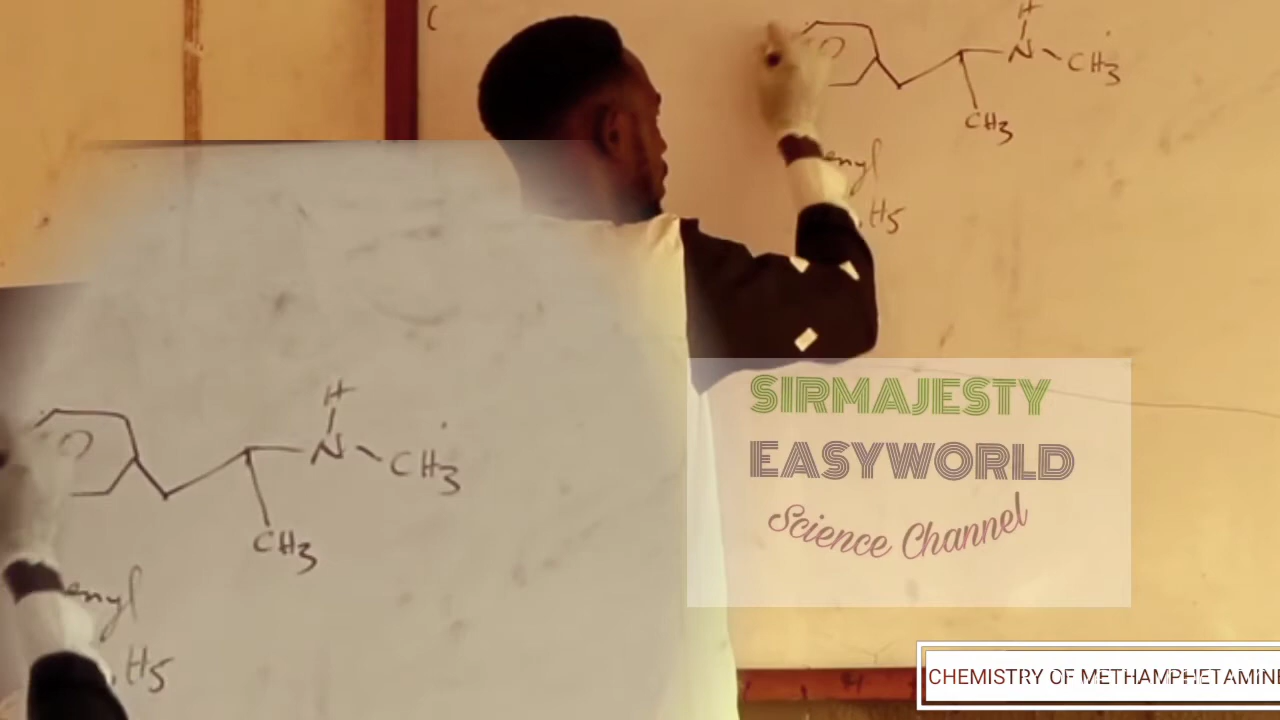 (
H
N
CH3
CH3
enyl
.H5
H
N
CH3
CH3
enyl
.H5
SIRMAJESTY
EASYWORLD
Science Channel
CHEMISTRY OF METHAMPHETAMINE